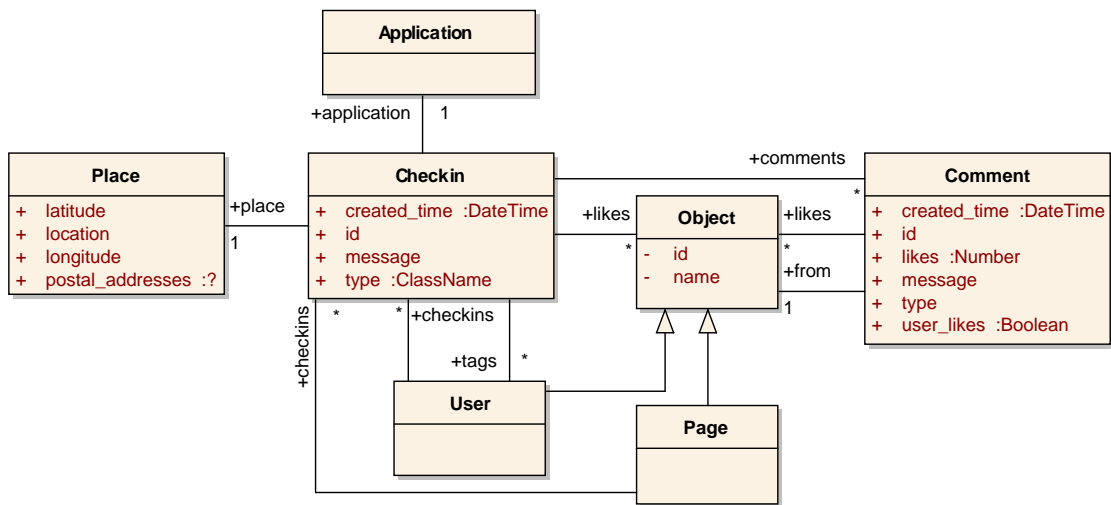 Application
+application 1
Place
+ latitude
+ location
+ longitude
+ postal_addresses :?
+place
1
Checkin
+ created_time :DateTime
+ id
+ message
+ type :ClassName
+comments
*
+likes
*
Object
- id
- name
+likes
*
+from
1
Comment
+ created_time :DateTime
+ id
+ likes :Number
+ message
+ type
+ user_likes :Boolean
+checkins
*
*
+checkins
+tags *
User
Page